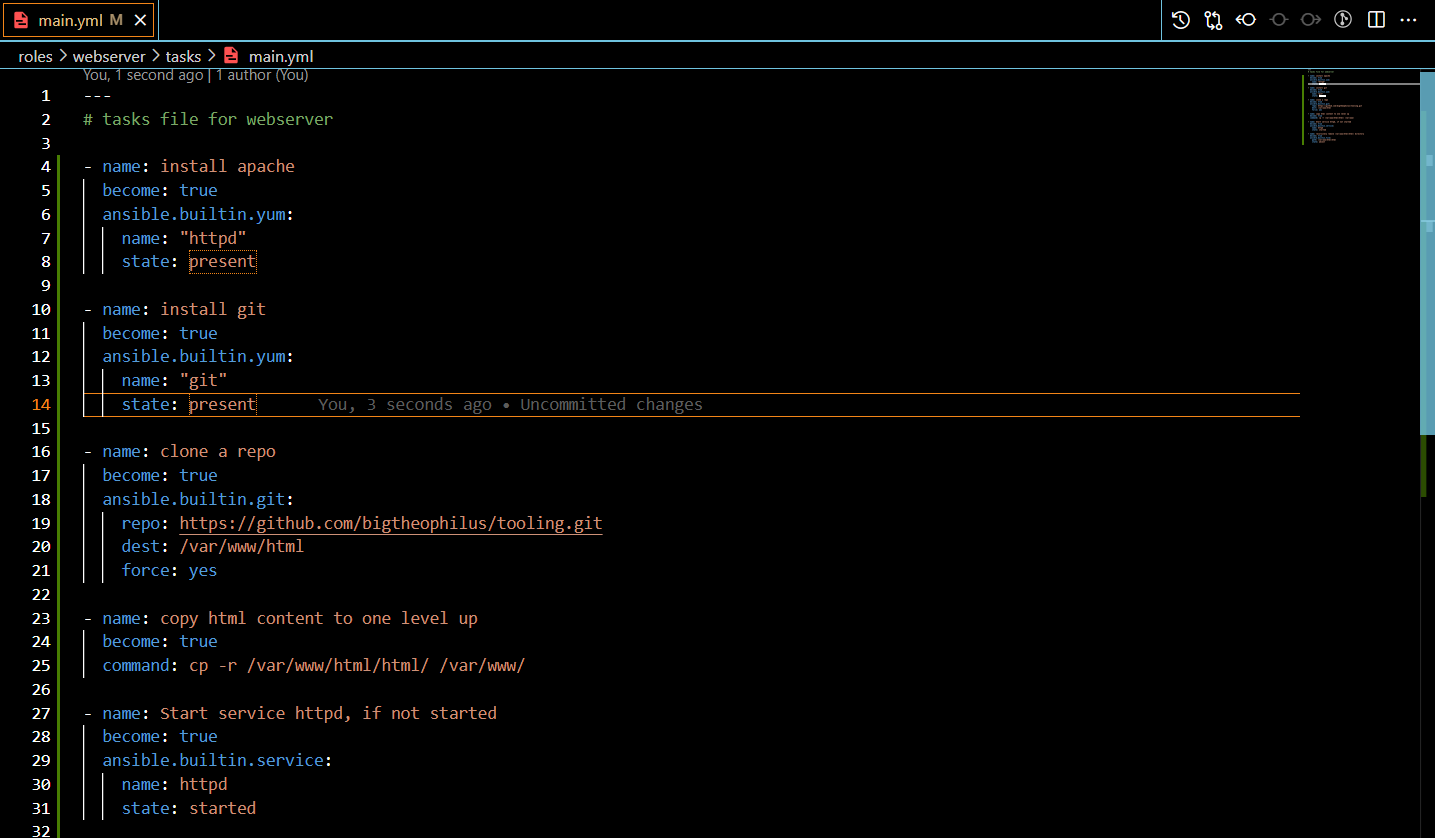 main.yml M
roles > webserver > tasks > main.yml
You, 1 second ago | 1 author (You)
1 ---
2 # tasks file for webserver
3
4 - name: install apache
5   become: true
6   ansible.builtin.yum:
7     name: "httpd"
8     state: present
9
10 - name: install git
11   become: true
12   ansible.builtin.yum:
13     name: "git"
14     state: present You, 3 seconds ago • Uncommitted changes
15
16 - name: clone a repo
17   become: true
18   ansible.builtin.git:
19     repo: https://github.com/bigtheophilus/tooling.git
20     dest: /var/www/html
21     force: yes
22
23 - name: copy html content to one level up
24   become: true
25   command: cp -r /var/www/html/html/ /var/www/
26
27 - name: Start service httpd, if not started
28   become: true
29   ansible.builtin.service:
30     name: httpd
31     state: started
32